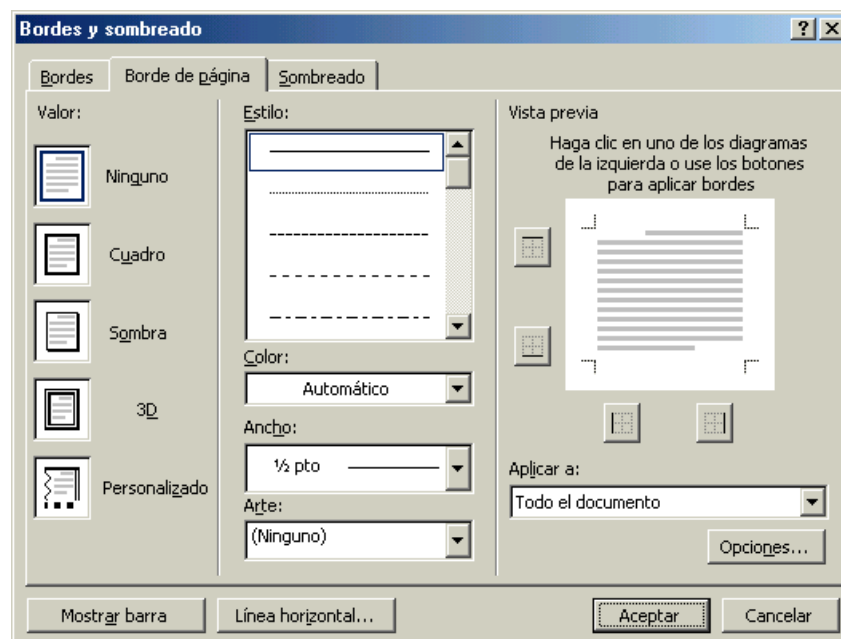 Bordes y sombreado
Bordes
Borde de página
Sombreado
Valor:
Ninguno
Cuadro
Sombra
3D
Personalizado
Estilo:
Color:
Automático
Ancho:
½ pto
Arte:
(Ninguno)
Vista previa
Haga clic en uno de los diagramas
de la izquierda o use los botones
para aplicar bordes
Aplicar a:
Todo el documento
Opciones...
Mostrar barra
Línea horizontal...
Aceptar
Cancelar